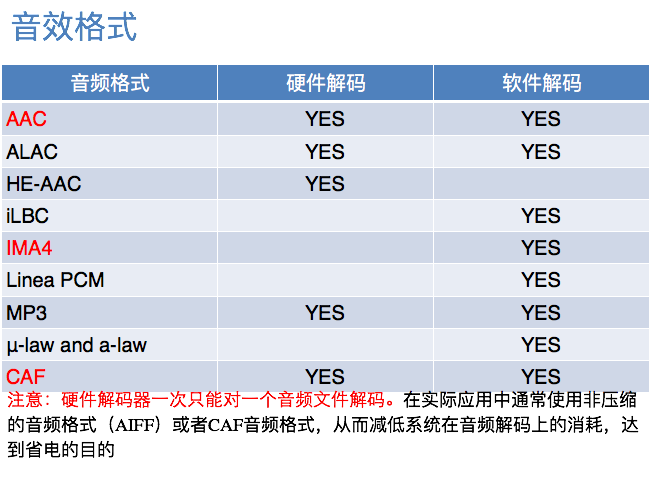 音效格式
音频格式 硬件解码 软件解码
AAC YES YES
ALAC YES YES
HE-AAC YES
iLBC YES
IMA4 YES
Linea PCM YES
MP3 YES YES
µ-law and a-law YES
CAF YES YES
注意：硬件解码器一次只能对一个音频文件解码。在实际应用中通常使用非压缩
的音频格式（AIFF）或者CAF音频格式，从而减低系统在音频解码上的消耗，达
到省电的目的